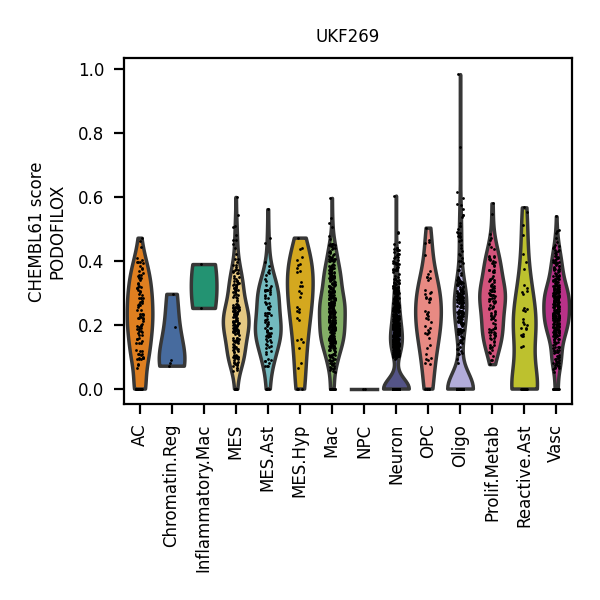 UKF269
CHEMBL61 score
PODOFILOX
1.0
0.8
0.6
0.4
0.2
0.0
AC
Chromatin.Reg
Inflammatory.Mac
MES
MES.Ast
MES.Hyp
Mac
NPC
Neuron
OPC
Oligo
Prolif.Metab
Reactive.Ast
Vasc